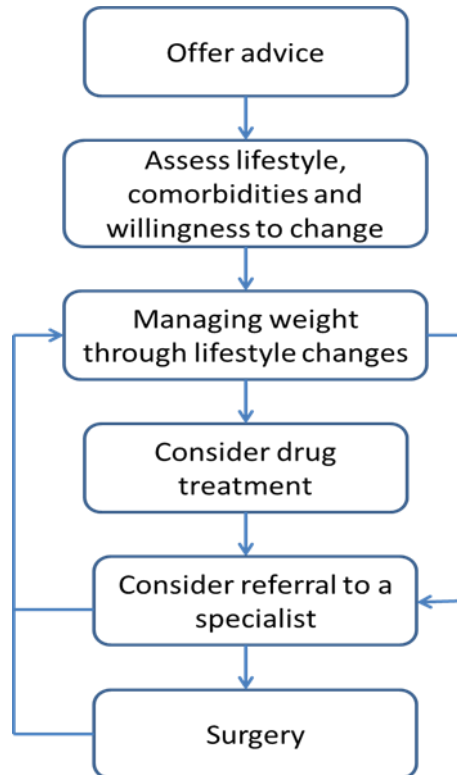 Offer advice
Assess lifestyle,
comorbidities and
willingness to change
Managing weight
through lifestyle changes
Consider drug
treatment
Consider referral to a
specialist
Surgery